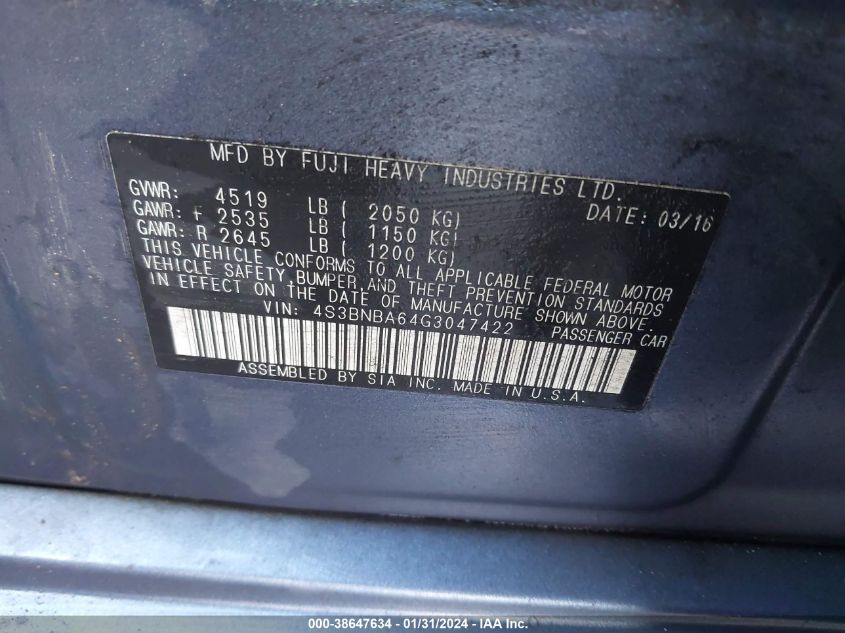 MFD BY FUJI HEAVY INDUSTRIES LTD.
GVWR: 4519 LB ( 2050 KG) DATE: 03/16
GAWR: F 2535 LB ( 1150 KG)
GAWR: R 2645 LB ( 1200 KG)
THIS VEHICLE CONFORMS TO ALL APPLICABLE FEDERAL MOTOR
VEHICLE SAFETY, BUMPER, AND THEFT PREVENTION STANDARDS
IN EFFECT ON THE DATE OF MANUFACTURE SHOWN ABOVE.
VIN: 4S3BNBA64G3047422 PASSENGER CAR
ASSEMBLED BY SIA INC. MADE IN U.S.A.
000-38647634 - 01/31/2024 - IAA Inc.